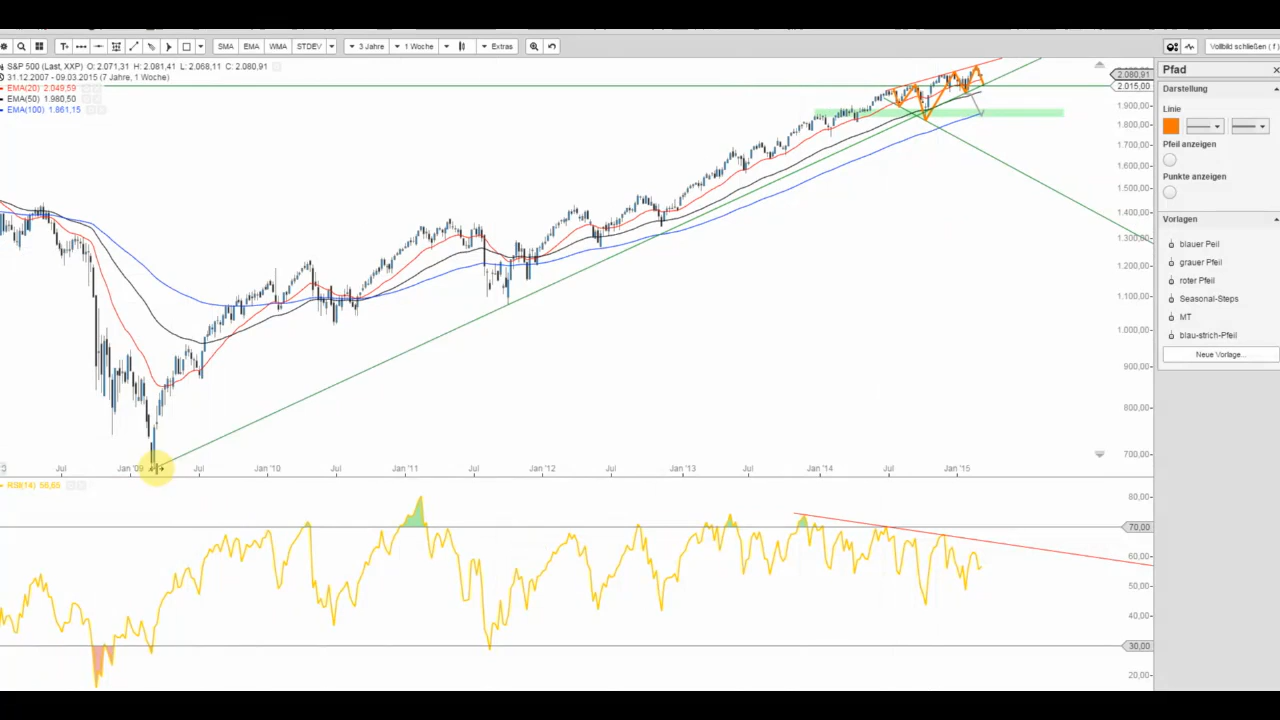 T
SMA
EMA
WMA
STDEV
3 Jahre
1 Woche
Extras
Vollbild schließen ( f )
S&P 500 (Last, XXP) O: 2.071,31 H: 2.081,41 L: 2.068,11 C: 2.080,91
31.12.2007 - 09.03.2015 (7 Jahre, 1 Woche)
EMA(20) 2.049,59
EMA(50) 1.980,50
EMA(100) 1.861,15
2.080,91
2.015,00
1.900,00
1.800,00
1.700,00
1.600,00
1.500,00
1.400,00
1.300,00
1.200,00
1.100,00
1.000,00
900,00
800,00
700,00
Jul
Jan '09
Jul
Jan '10
Jul
Jan '11
Jul
Jan '12
Jul
Jan '13
Jul
Jan '14
Jul
Jan '15
RSI(14) 56,65
80,00
70,00
60,00
50,00
40,00
30,00
20,00
Pfad
Darstellung
Linie
Pfeil anzeigen
Punkte anzeigen
Vorlagen
blauer Peil
grauer Pfeil
roter Pfeil
Seasonal-Steps
MT
blau-strich-Pfeil
Neue Vorlage...